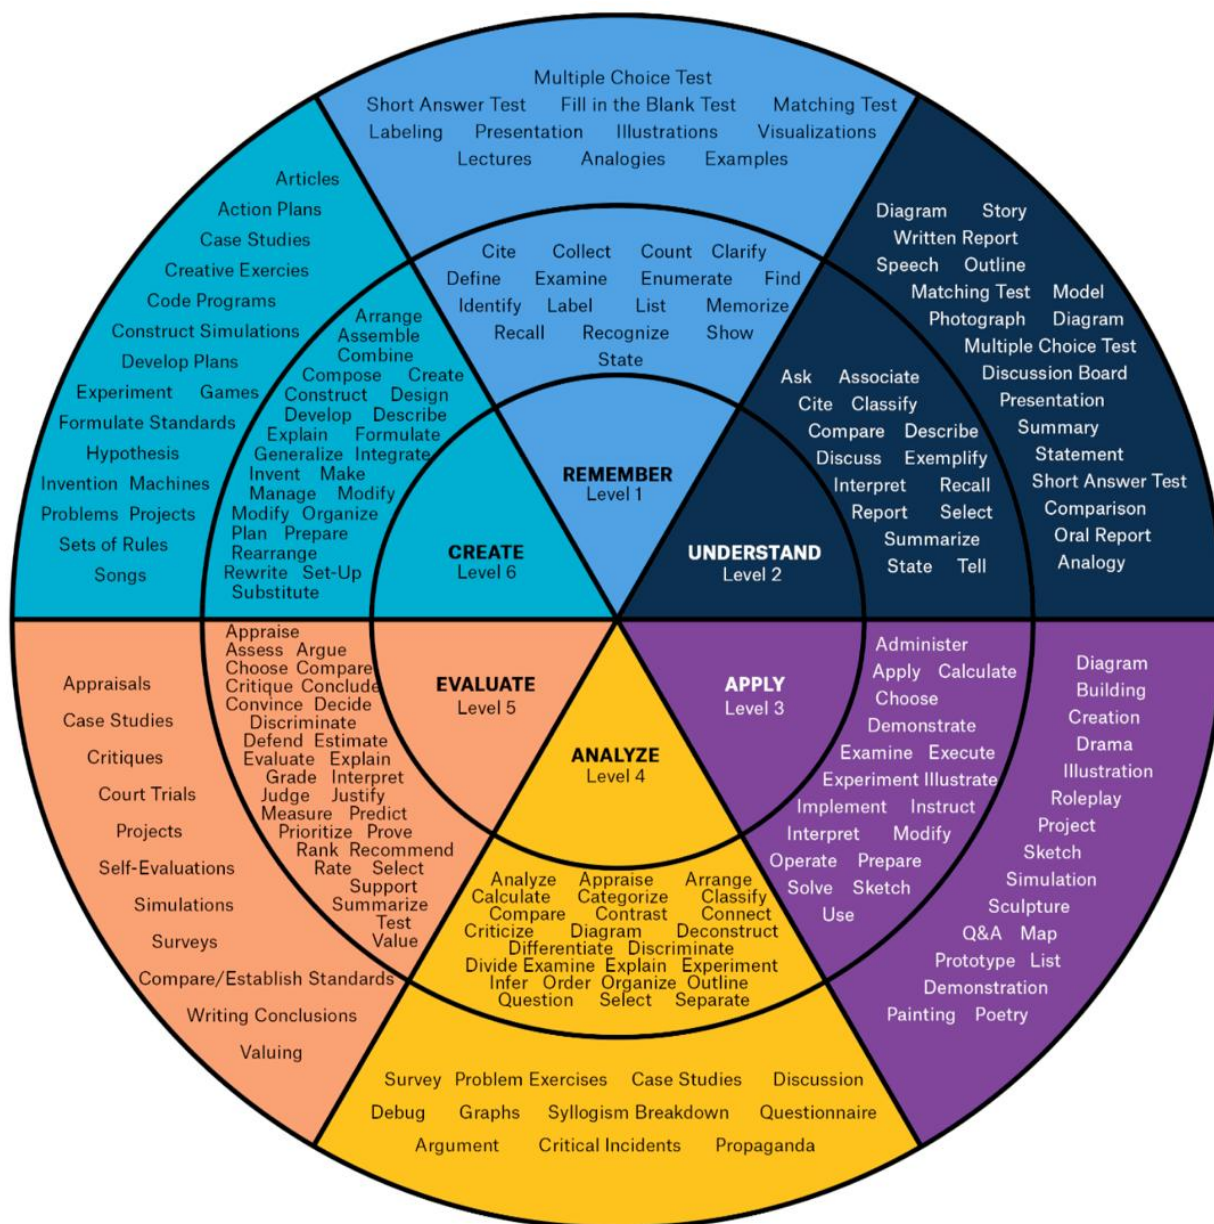 Multiple Choice Test
Short Answer Test Fill in the Blank Test Matching Test
Labeling Presentation Illustrations Visualizations
Lectures Analogies Examples
Cite Collect Count Clarify
Define Examine Enumerate Find
Identify Label List Memorize
Recall Recognize Show
State
REMEMBER
Level 1
Diagram Story
Written Report
Speech Outline
Matching Test Model
Photograph Diagram
Multiple Choice Test
Discussion Board
Presentation
Summary
Statement
Short Answer Test
Comparison
Oral Report
Analogy
Ask Associate
Cite Classify
Compare Describe
Discuss Exemplify
Interpret Recall
Report Select
Summarize
State Tell
UNDERSTAND
Level 2
Diagram
Building
Creation
Drama
Illustration
Roleplay
Project
Sketch
Simulation
Sculpture
Q&A Map
Prototype List
Demonstration
Painting Poetry
Administer
Apply Calculate
Choose
Demonstrate
Examine Execute
Experiment Illustrate
Implement Instruct
Interpret Modify
Operate Prepare
Solve Sketch
Use
APPLY
Level 3
ANALYZE
Level 4
Analyze Appraise Arrange
Calculate Categorize Classify
Compare Contrast Connect
Criticize Diagram Deconstruct
Differentiate Discriminate
Divide Examine Explain Experiment
Infer Order Organize Outline
Question Select Separate
Survey Problem Exercises Case Studies Discussion
Debug Graphs Syllogism Breakdown Questionnaire
Argument Critical Incidents Propaganda
EVALUATE
Level 5
Appraise
Assess Argue
Choose Compare
Critique Conclude
Convince Decide
Discriminate
Defend Estimate
Evaluate Explain
Grade Interpret
Judge Justify
Measure Predict
Prioritize Prove
Rank Recommend
Rate Select
Support
Summarize
Test
Value
Appraisals
Case Studies
Critiques
Court Trials
Projects
Self-Evaluations
Simulations
Surveys
Compare/Establish Standards
Writing Conclusions
Valuing
CREATE
Level 6
Arrange
Assemble
Combine
Compose Create
Construct Design
Develop Describe
Explain Formulate
Generalize Integrate
Invent Make
Manage Modify
Modify Organize
Plan Prepare
Rearrange
Rewrite Set-Up
Substitute
Articles
Action Plans
Case Studies
Creative Exercies
Code Programs
Construct Simulations
Develop Plans
Experiment Games
Formulate Standards
Hypothesis
Invention Machines
Problems Projects
Sets of Rules
Songs